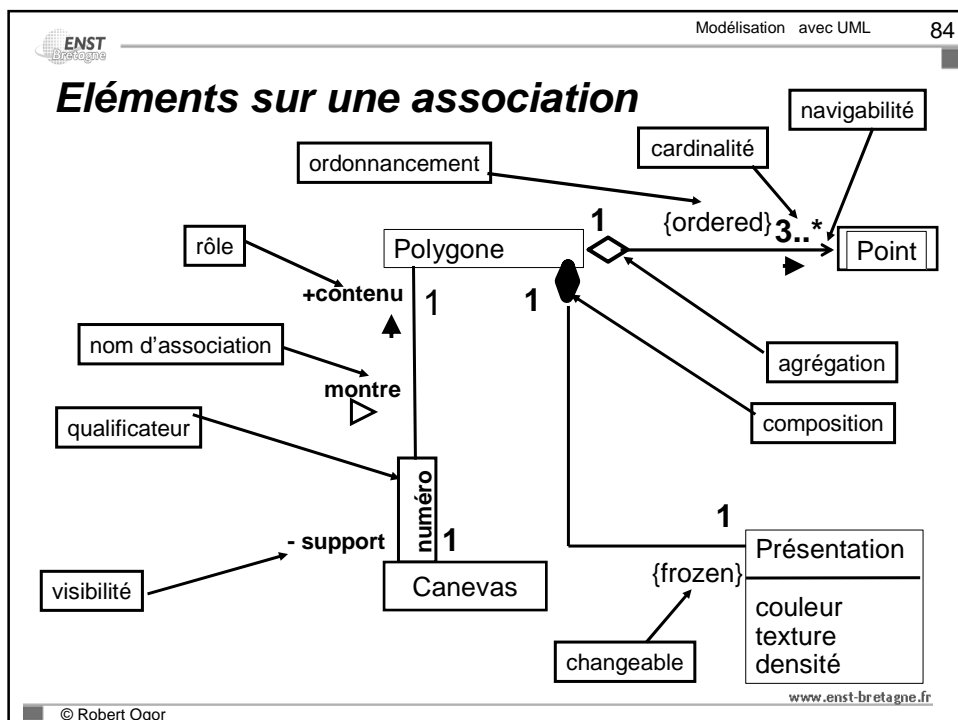 Modélisation avec UML 84
ENST
Bretagne
Eléments sur une association
navigabilité
cardinalité
ordonnancement
1
{ordered}
3..*
rôle
Polygone
Point
+contenu
1
1
nom d'association
agrégation
montre
composition
qualificateur
numéro
1
- support
1
Présentation
visibilité
Canevas
{frozen}
couleur
texture
densité
changeable
www.enst-bretagne.fr
© Robert Ogor